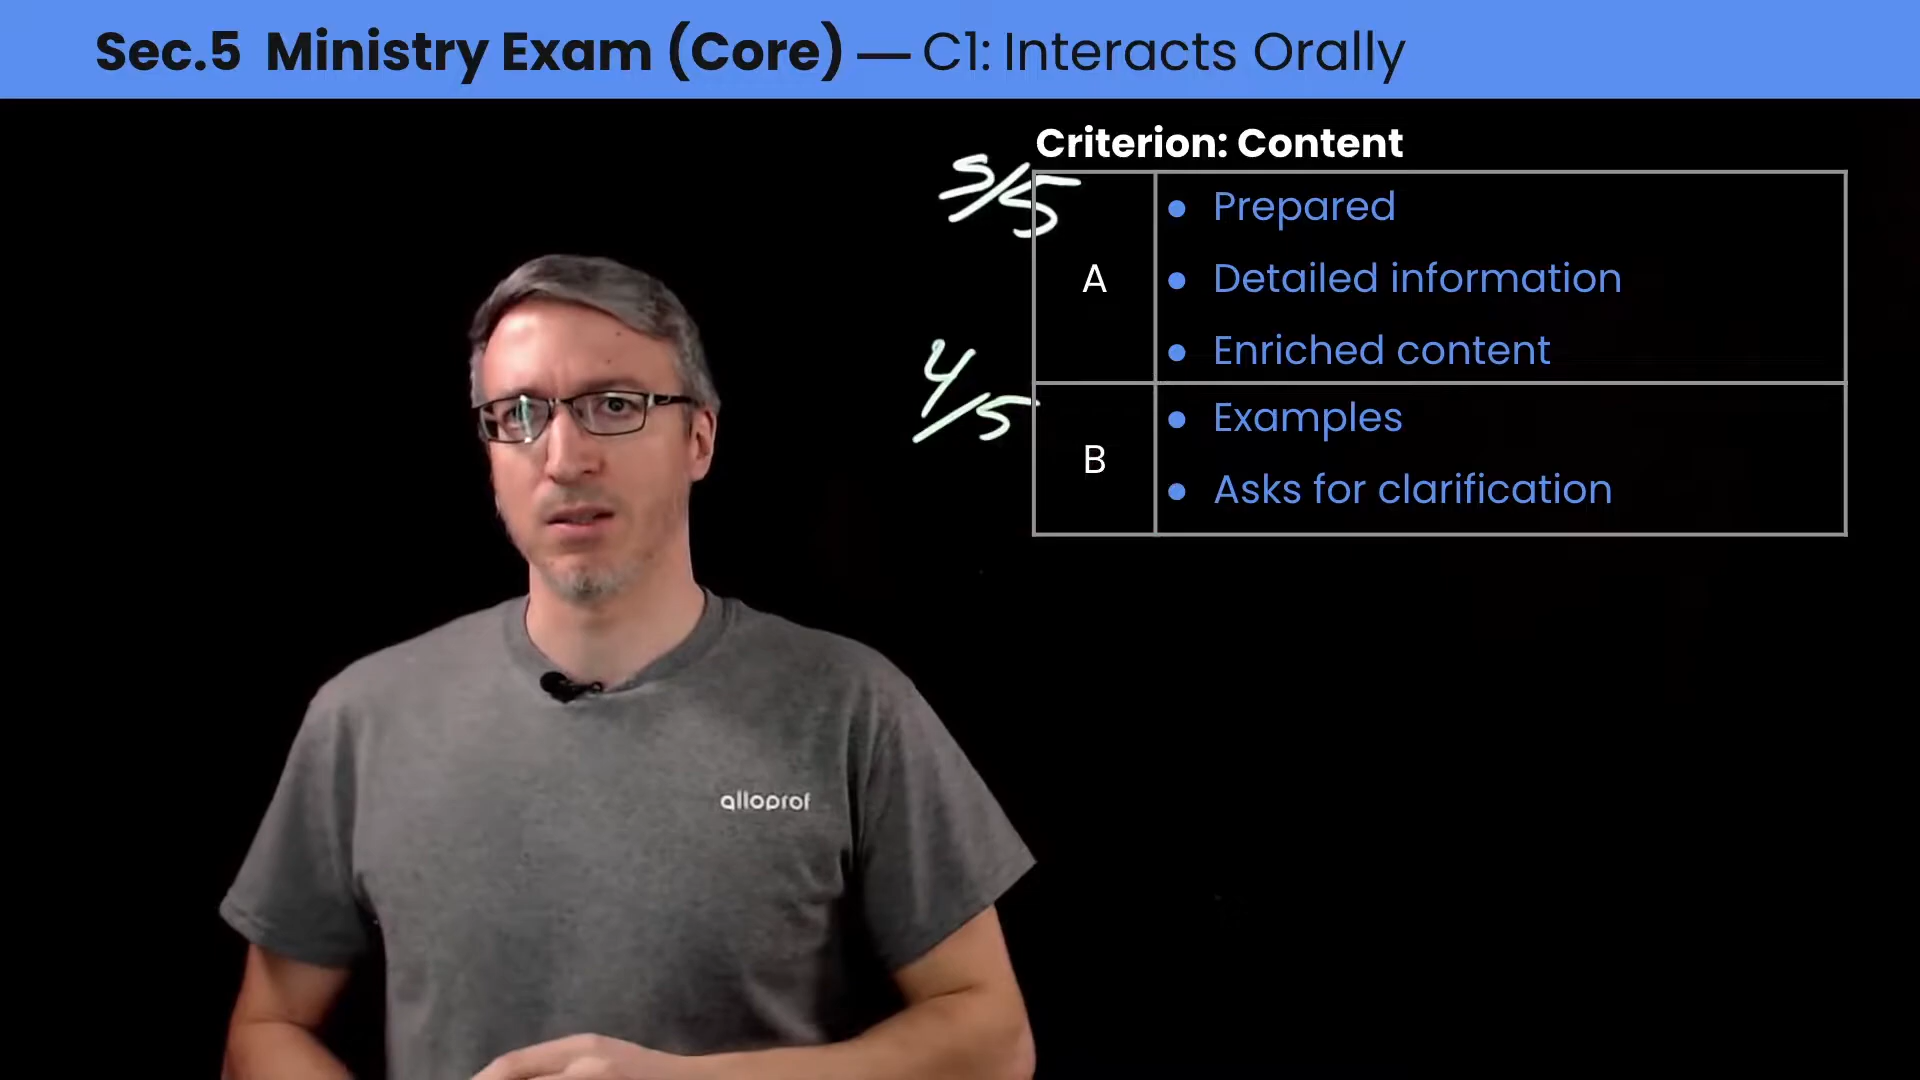 Sec.5 Ministry Exam (Core) — C1: Interacts Orally
Criterion: Content
5/5
A
• Prepared
• Detailed information
• Enriched content
4/5
B
• Examples
• Asks for clarification
alloprof